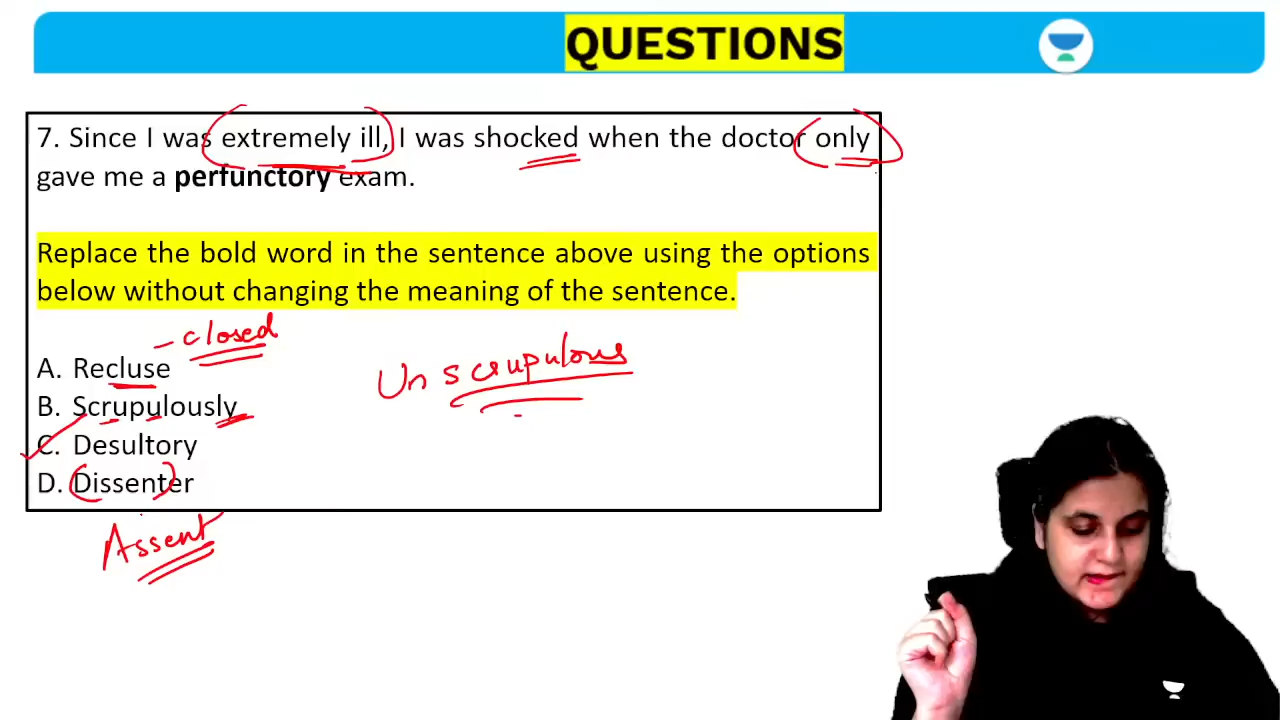 QUESTIONS
7. Since I was extremely ill, I was shocked when the doctor only
gave me a perfunctory exam.
Replace the bold word in the sentence above using the options
below without changing the meaning of the sentence.
- closed
A. Recluse
Unscrupulous
B. Scrupulously
C. Desultory
D. Dissenter
Assent